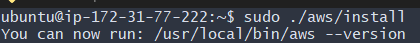 ubuntu@ip-172-31-77-222:~$ sudo ./aws/install
You can now run: /usr/local/bin/aws --version